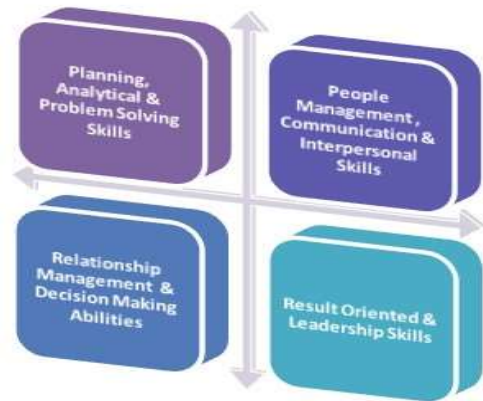 Planning,
Analytical &
Problem Solving
Skills
People
Management ,
Communication &
Interpersonal
Skills
Relationship
Management &
Decision Making
Abilities
Result Oriented &
Leadership Skills